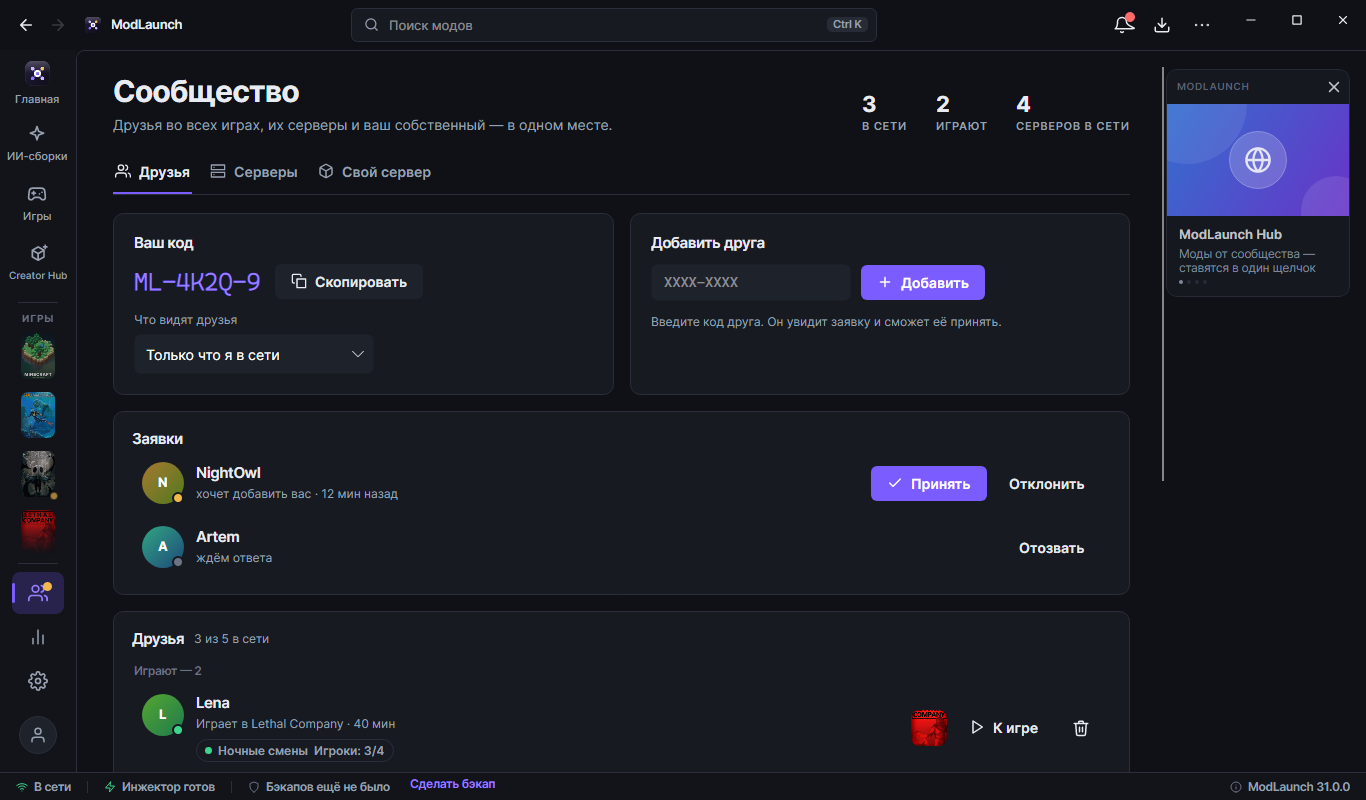 ModLaunch
Поиск модов
Ctrl K
Главная
ИИ-сборки
Игры
Creator Hub
ИГРЫ
MINECRAFT
LETHAL
COMPANY
Сообщество
Друзья во всех играх, их серверы и ваш собственный — в одном месте.
3
В СЕТИ
2
ИГРАЮТ
4
СЕРВЕРОВ В СЕТИ
Друзья
Серверы
Свой сервер
Ваш код
ML–4K2Q–9
Скопировать
Что видят друзья
Только что я в сети
Добавить друга
XXXX–XXXX
Добавить
Введите код друга. Он увидит заявку и сможет её принять.
Заявки
N
NightOwl
хочет добавить вас · 12 мин назад
Принять
Отклонить
A
Artem
ждём ответа
Отозвать
Друзья
3 из 5 в сети
Играют — 2
L
Lena
Играет в Lethal Company · 40 мин
Ночные смены Игроки: 3/4
COMPANY
К игре
MODLAUNCH
ModLaunch Hub
Моды от сообщества —
ставятся в один щелчок
В сети
Инжектор готов
Бэкапов ещё не было
Сделать бэкап
ModLaunch 31.0.0